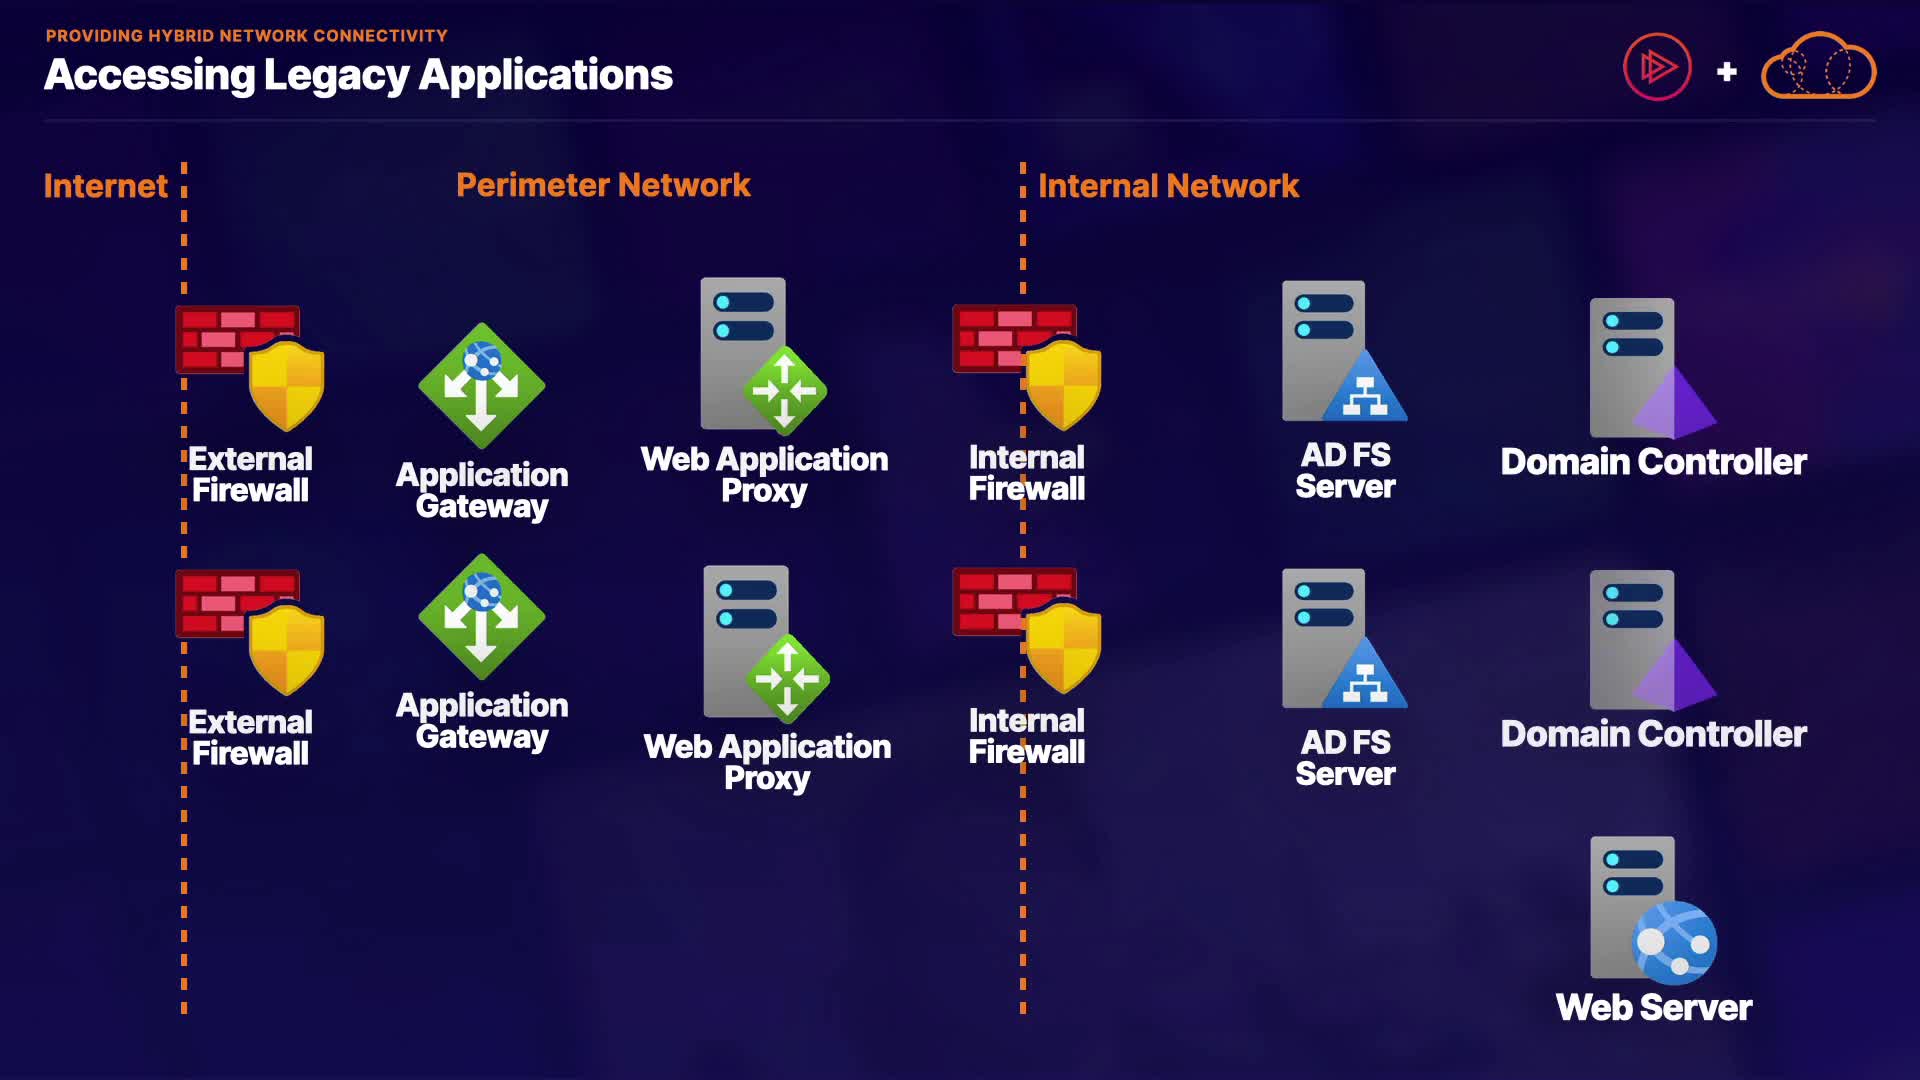 PROVIDING HYBRID NETWORK CONNECTIVITY
Accessing Legacy Applications
Internet
Perimeter Network
Internal Network
External
Firewall
Application
Gateway
Web Application
Proxy
Internal
Firewall
AD FS
Server
Domain Controller
External
Firewall
Application
Gateway
Web Application
Proxy
Internal
Firewall
AD FS
Server
Domain Controller
Web Server